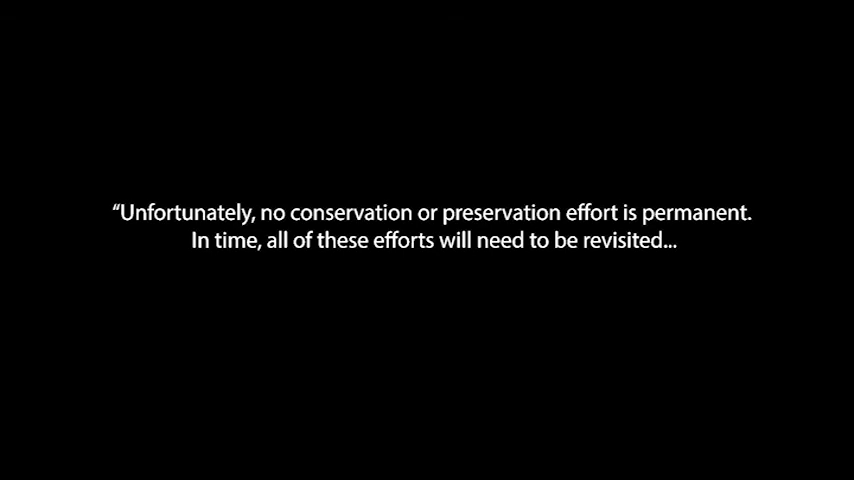 “Unfortunately, no conservation or preservation effort is permanent.
In time, all of these efforts will need to be revisited...